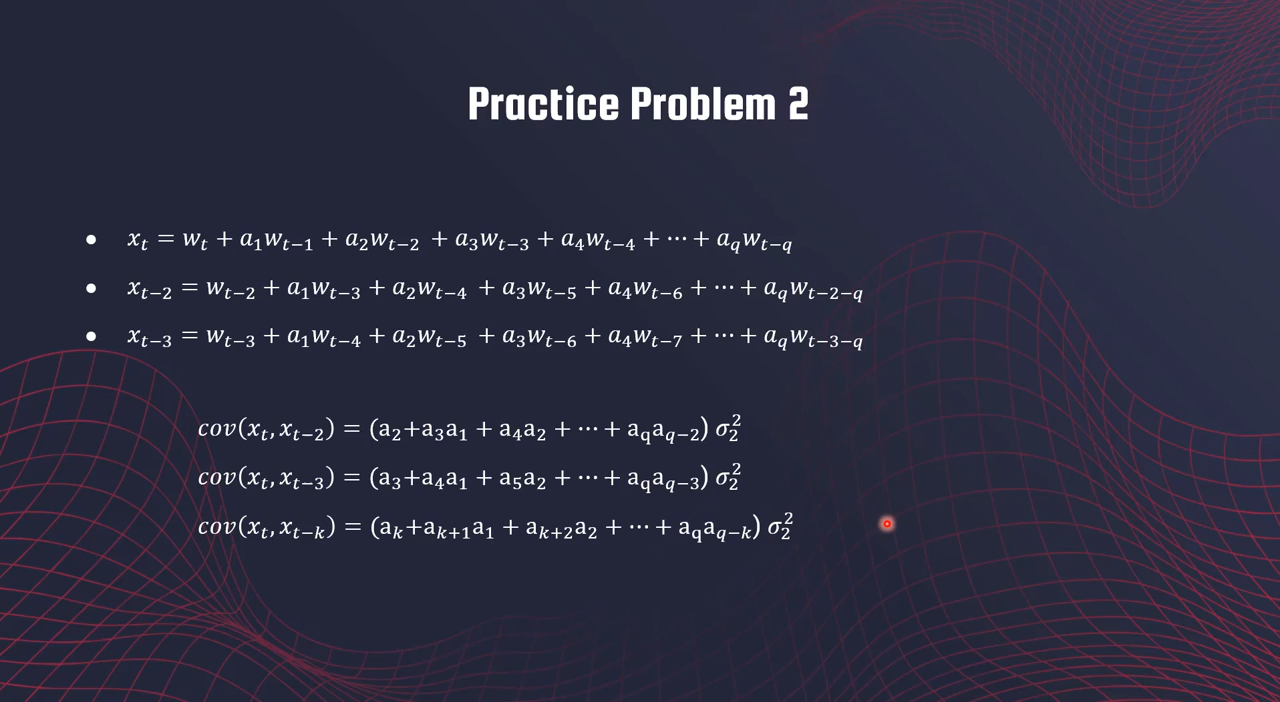 Practice Problem 2
• x_t = w_t + a_1w_{t−1} + a_2w_{t−2} + a_3w_{t−3} + a_4w_{t−4} + ⋯ + a_qw_{t−q}
• x_{t−2} = w_{t−2} + a_1w_{t−3} + a_2w_{t−4} + a_3w_{t−5} + a_4w_{t−6} + ⋯ + a_qw_{t−2−q}
• x_{t−3} = w_{t−3} + a_1w_{t−4} + a_2w_{t−5} + a_3w_{t−6} + a_4w_{t−7} + ⋯ + a_qw_{t−3−q}
cov(x_t, x_{t−2}) = (a_2+a_3a_1 + a_4a_2 + ⋯ + a_qa_{q−2}) σ_2^2
cov(x_t, x_{t−3}) = (a_3+a_4a_1 + a_5a_2 + ⋯ + a_qa_{q−3}) σ_2^2
cov(x_t, x_{t−k}) = (a_k+a_{k+1}a_1 + a_{k+2}a_2 + ⋯ + a_qa_{q−k}) σ_2^2